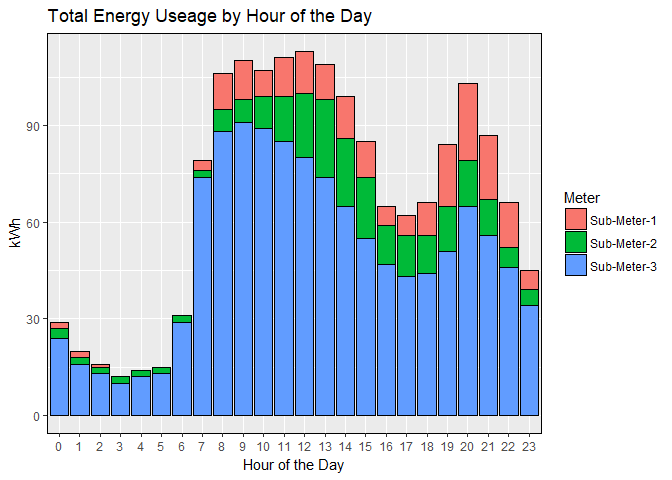 Total Energy Useage by Hour of the Day
90
60
30
0
kWh
0 1 2 3 4 5 6 7 8 9 10 11 12 13 14 15 16 17 18 19 20 21 22 23
Hour of the Day
Meter
Sub-Meter-1
Sub-Meter-2
Sub-Meter-3